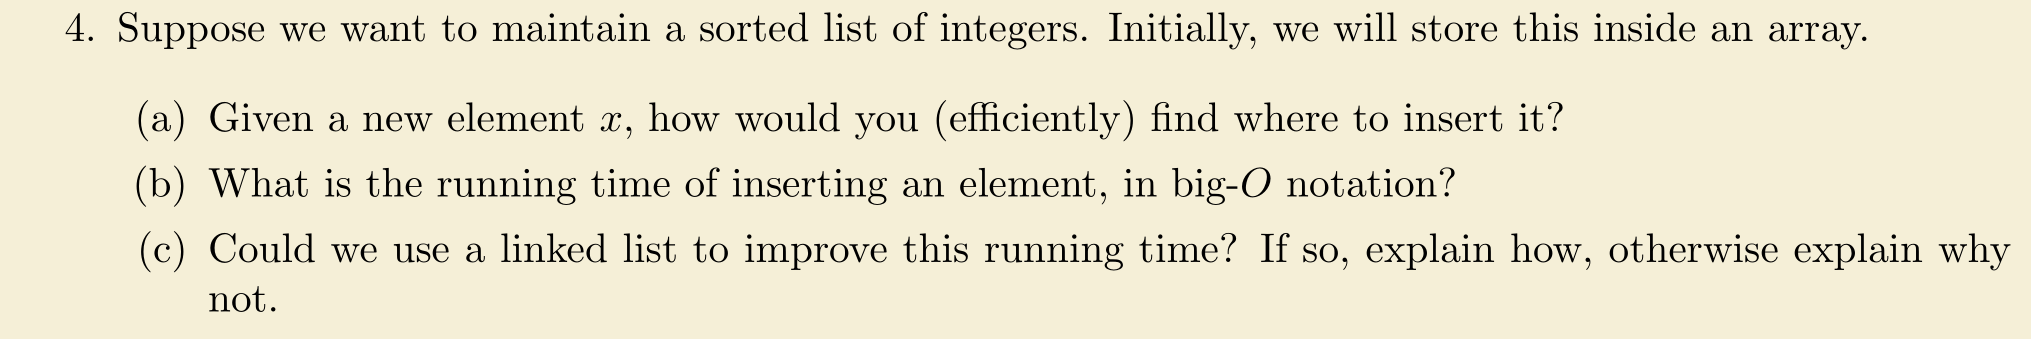 4. Suppose we want to maintain a sorted list of integers. Initially, we will store this inside an array.
(a) Given a new element x, how would you (efficiently) find where to insert it?
(b) What is the running time of inserting an element, in big-O notation?
(c) Could we use a linked list to improve this running time? If so, explain how, otherwise explain why
not.